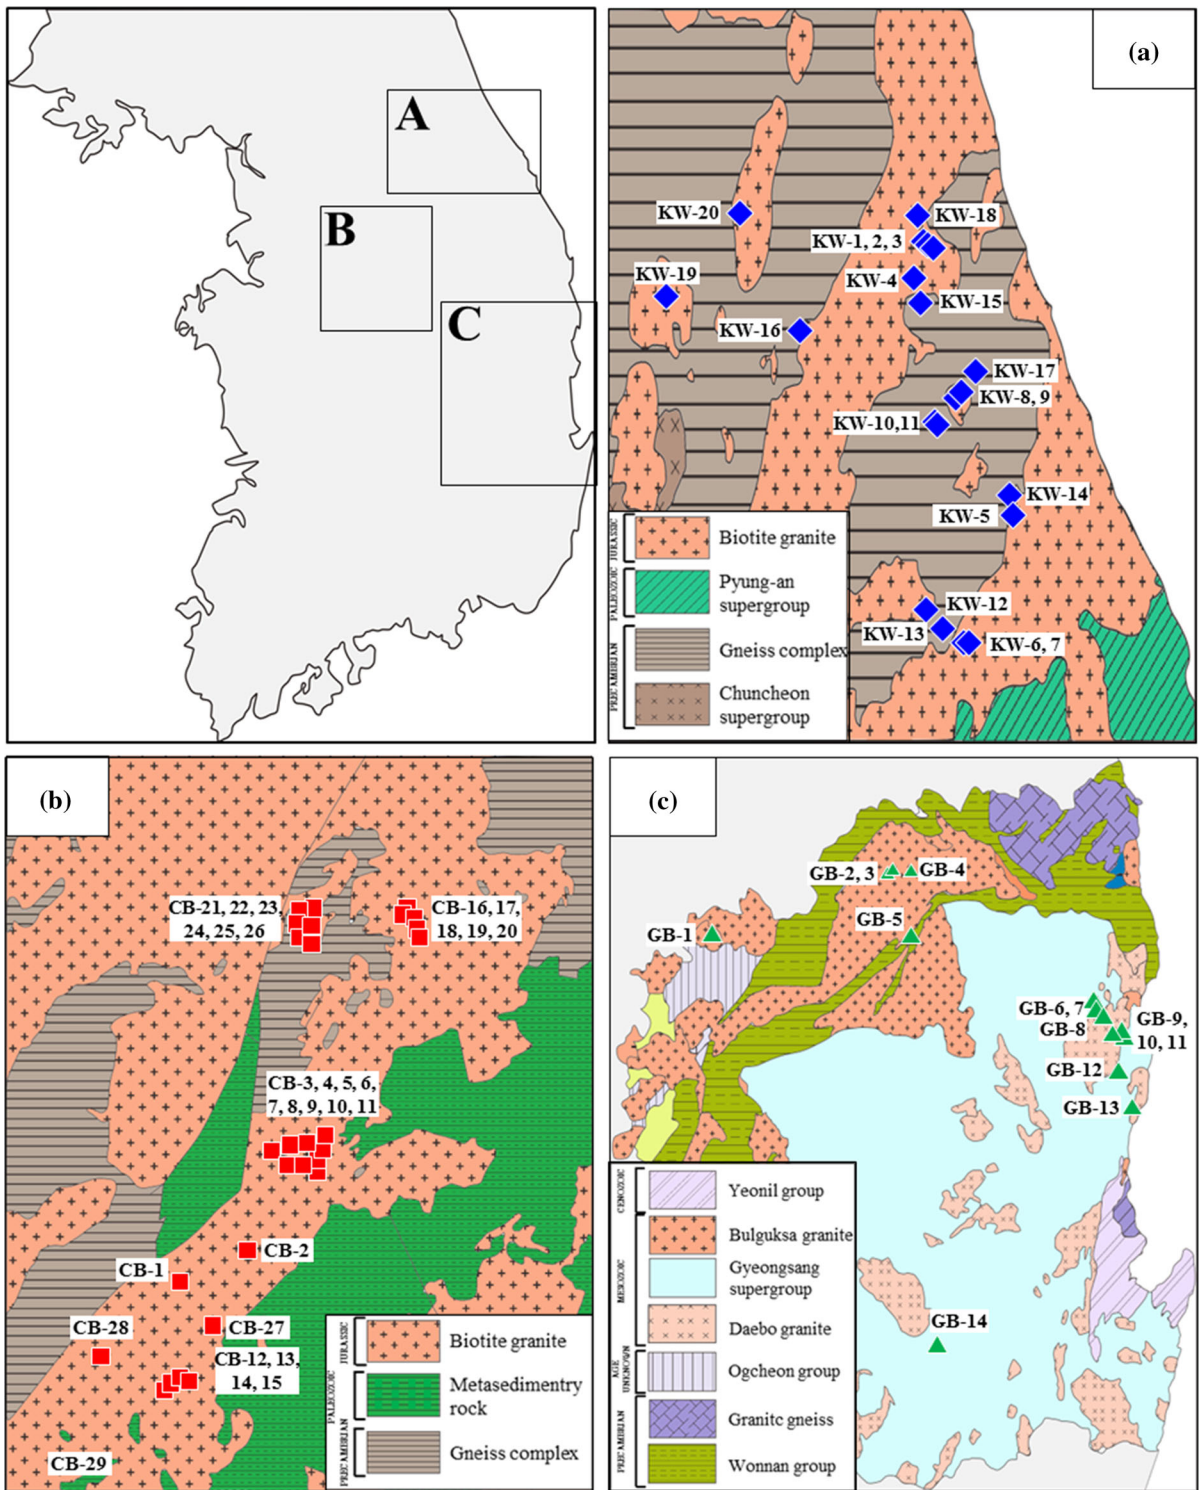 A
B
C
(a)
KW-20
KW-18
KW-1, 2, 3
KW-19
KW-4
KW-15
KW-16
KW-17
KW-8, 9
KW-10,11
KW-14
KW-5
KW-12
KW-13
KW-6, 7
JURASSIC
Biotite granite
PALEOZOIC
Pyung-an
supergroup
PRECAMBRIAN
Gneiss complex
Chuncheon
supergroup
(b)
CB-21, 22, 23,
24, 25, 26
CB-16, 17,
18, 19, 20
CB-3, 4, 5, 6,
7, 8, 9, 10, 11
CB-2
CB-1
CB-28
CB-27
CB-12, 13,
14, 15
CB-29
JURASSIC
Biotite granite
PALEOZOIC
Metasedimentry
rock
PRECAMBRIAN
Gneiss complex
(c)
GB-2, 3
GB-4
GB-1
GB-5
GB-6, 7
GB-8
GB-9,
10, 11
GB-12
GB-13
GB-14
CENOZOIC
Yeonil group
MESOZOIC
Bulguksa granite
Gyeongsang
supergroup
Daebo granite
AGE
UNKNOWN
Ogcheon group
PRECAMBRIAN
Granitc gneiss
Wonnan group